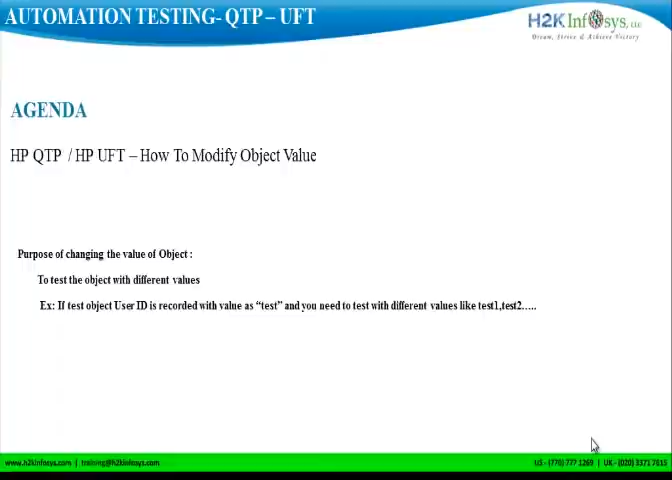 AUTOMATION TESTING- QTP – UFT
H2K Infosys, LLC
Dream, Strive & Achieve Victory
AGENDA
HP QTP / HP UFT – How To Modify Object Value
Purpose of changing the value of Object :
To test the object with different values
Ex: If test object User ID is recorded with value as “test” and you need to test with different values like test1,test2…..
www.h2kinfosys.com | training@h2kinfosys.com
US - (770) 777 1269 | UK - (020) 3371 7615